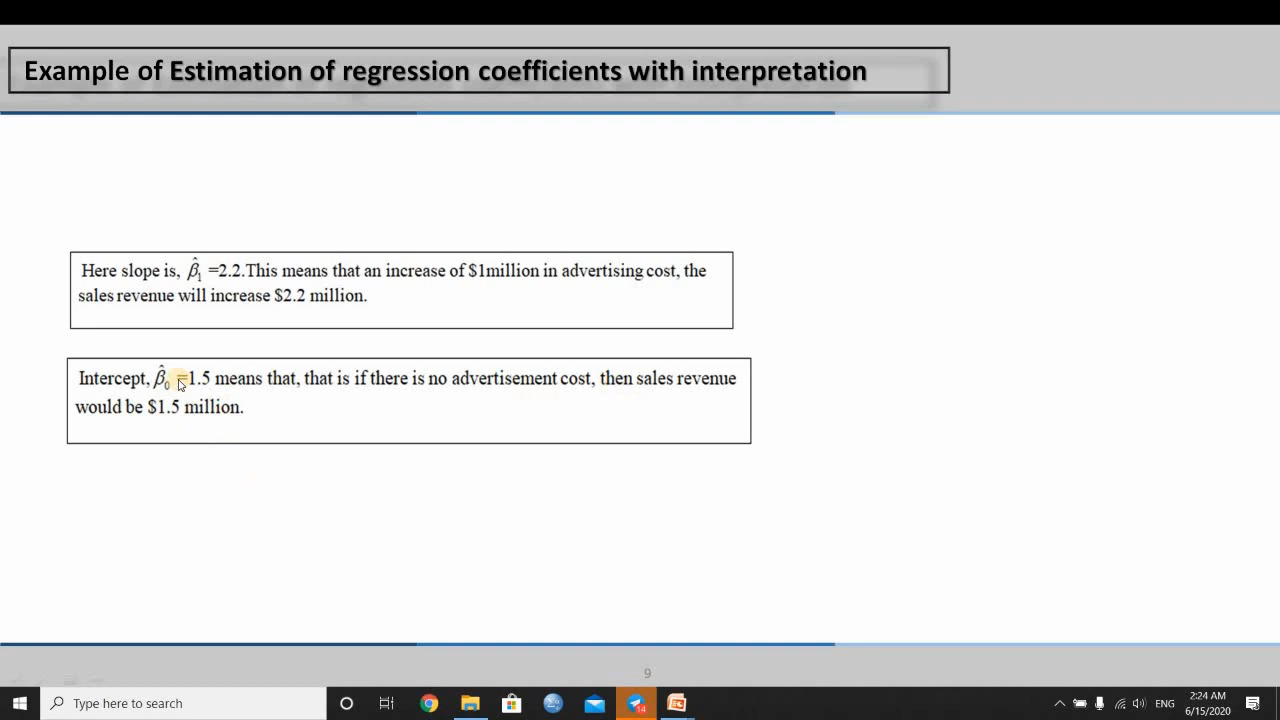 Example of Estimation of regression coefficients with interpretation
Here slope is, β̂₁ =2.2.This means that an increase of $1million in advertising cost, the
sales revenue will increase $2.2 million.
Intercept, β̂₀ =1.5 means that, that is if there is no advertisement cost, then sales revenue
would be $1.5 million.
9
Type here to search
14
ENG
2:24 AM
6/15/2020